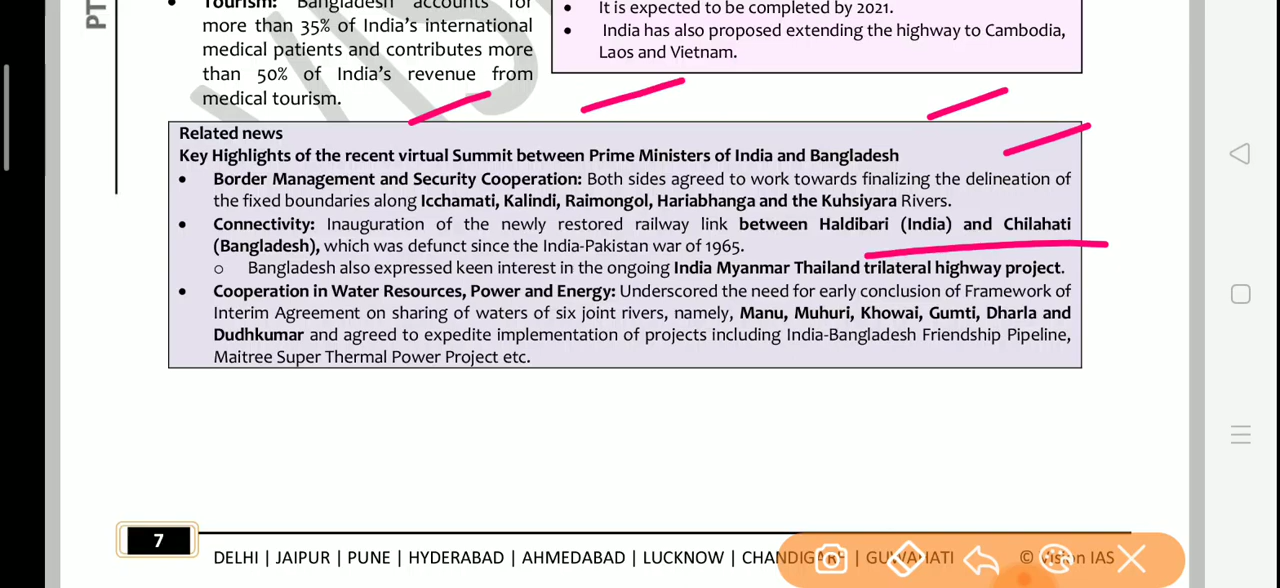 PT
• Tourism: Bangladesh accounts for
more than 35% of India's international
medical patients and contributes more
than 50% of India's revenue from
medical tourism.
• It is expected to be completed by 2021.
• India has also proposed extending the highway to Cambodia,
Laos and Vietnam.
Related news
Key Highlights of the recent virtual Summit between Prime Ministers of India and Bangladesh
• Border Management and Security Cooperation: Both sides agreed to work towards finalizing the delineation of
the fixed boundaries along Icchamati, Kalindi, Raimongol, Hariabhanga and the Kuhsiyara Rivers.
• Connectivity: Inauguration of the newly restored railway link between Haldibari (India) and Chilahati
(Bangladesh), which was defunct since the India-Pakistan war of 1965.
o Bangladesh also expressed keen interest in the ongoing India Myanmar Thailand trilateral highway project.
• Cooperation in Water Resources, Power and Energy: Underscored the need for early conclusion of Framework of
Interim Agreement on sharing of waters of six joint rivers, namely, Manu, Muhuri, Khowai, Gumti, Dharla and
Dudhkumar and agreed to expedite implementation of projects including India-Bangladesh Friendship Pipeline,
Maitree Super Thermal Power Project etc.
7
DELHI | JAIPUR | PUNE | HYDERABAD | AHMEDABAD | LUCKNOW | CHANDIGARH | GUWAHATI © Vision IAS